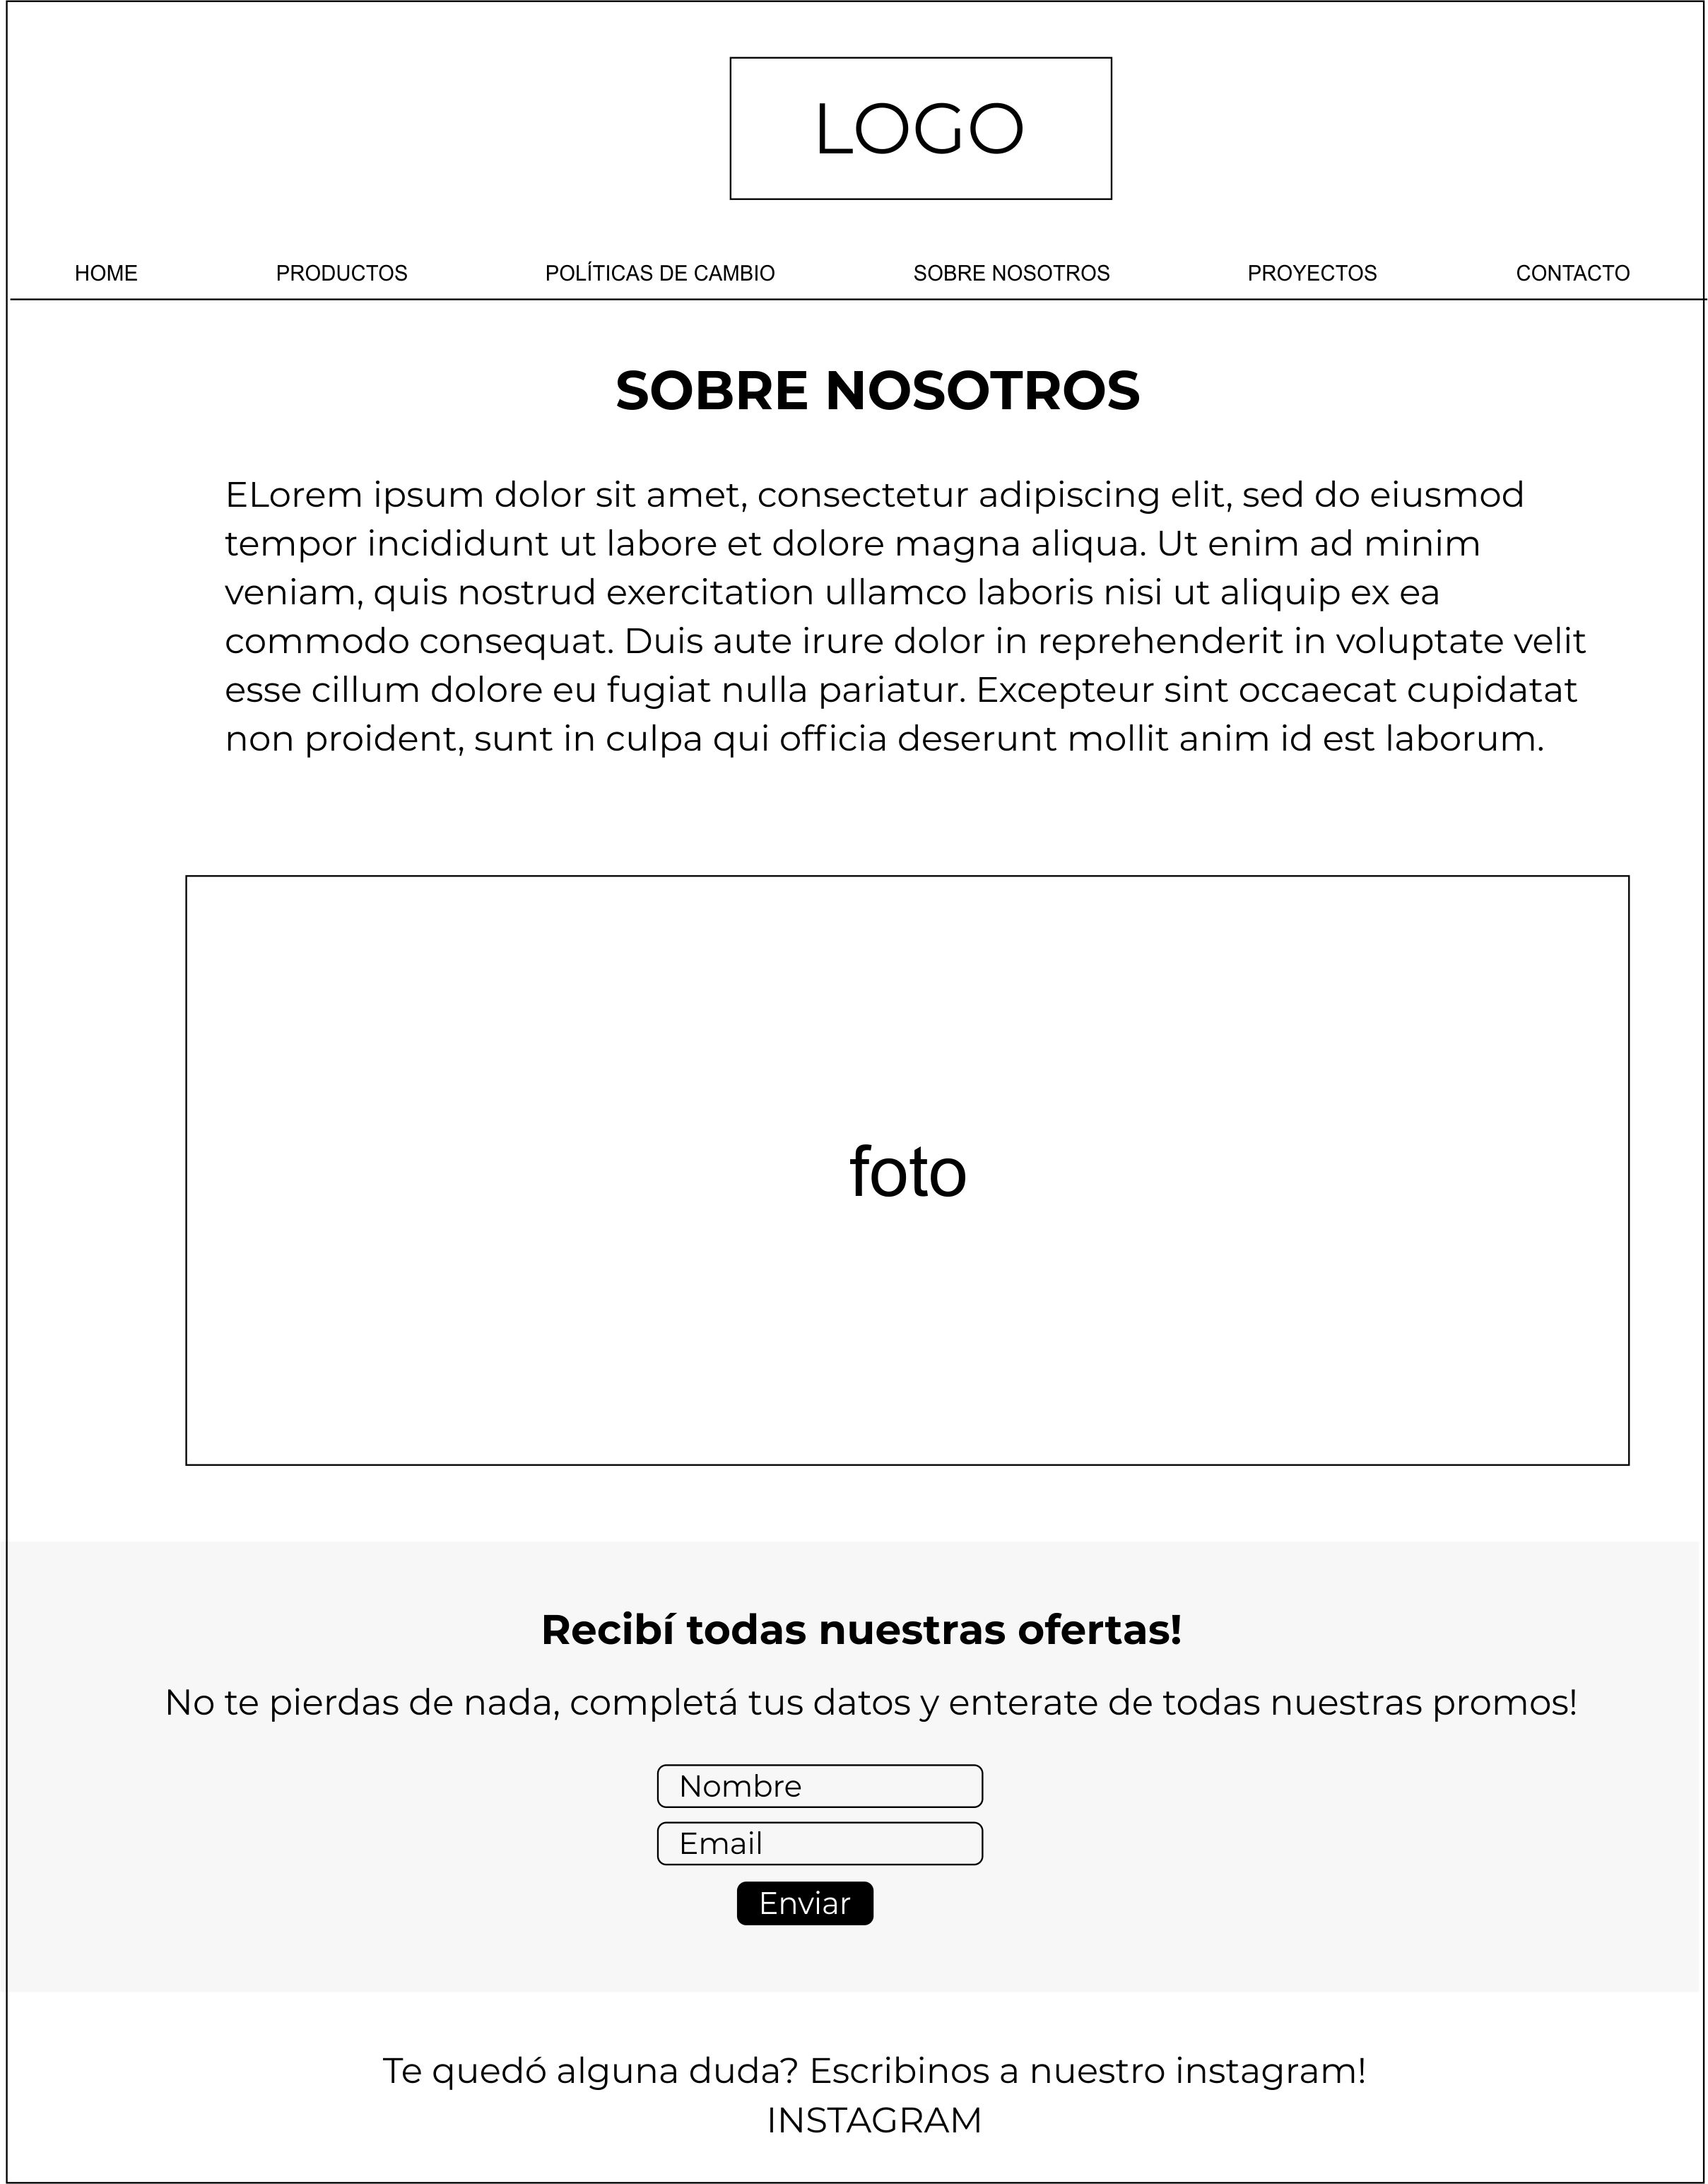 LOGO
HOME PRODUCTOS POLÍTICAS DE CAMBIO SOBRE NOSOTROS PROYECTOS CONTACTO
SOBRE NOSOTROS
ELorem ipsum dolor sit amet, consectetur adipiscing elit, sed do eiusmod
tempor incididunt ut labore et dolore magna aliqua. Ut enim ad minim
veniam, quis nostrud exercitation ullamco laboris nisi ut aliquip ex ea
commodo consequat. Duis aute irure dolor in reprehenderit in voluptate velit
esse cillum dolore eu fugiat nulla pariatur. Excepteur sint occaecat cupidatat
non proident, sunt in culpa qui officia deserunt mollit anim id est laborum.
foto
Recibí todas nuestras ofertas!
No te pierdas de nada, completá tus datos y enterate de todas nuestras promos!
Nombre
Email
Enviar
Te quedó alguna duda? Escribinos a nuestro instagram!
INSTAGRAM